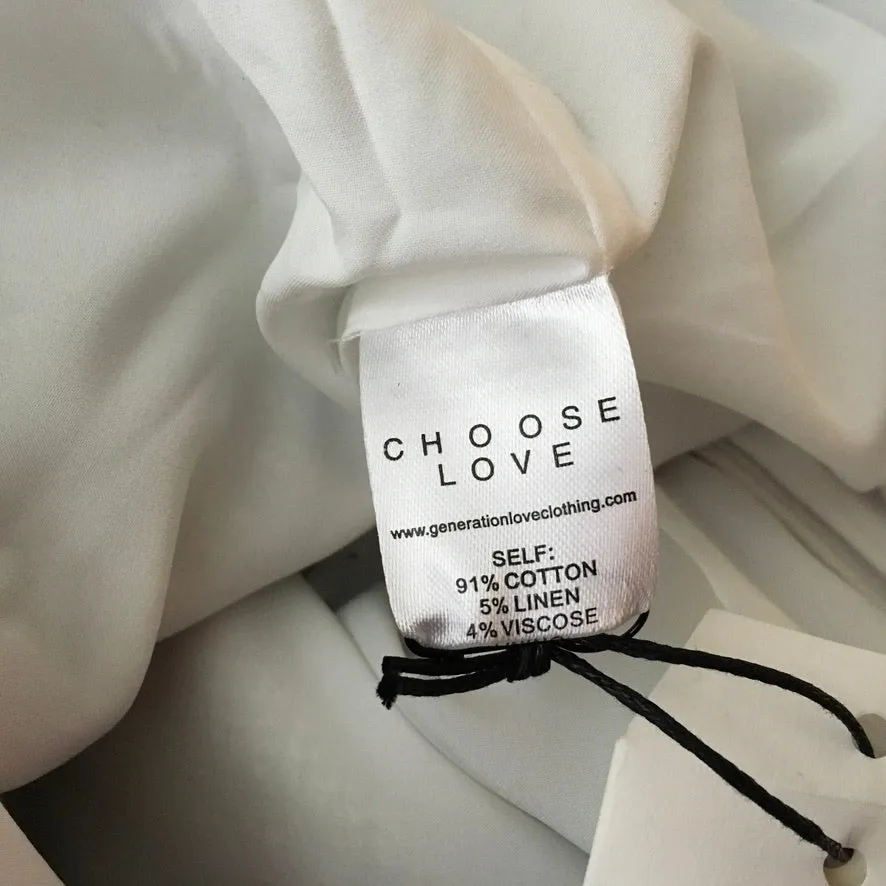 CHOOSE
LOVE
www.generationloveclothing.com
SELF:
91% COTTON
5% LINEN
4% VISCOSE